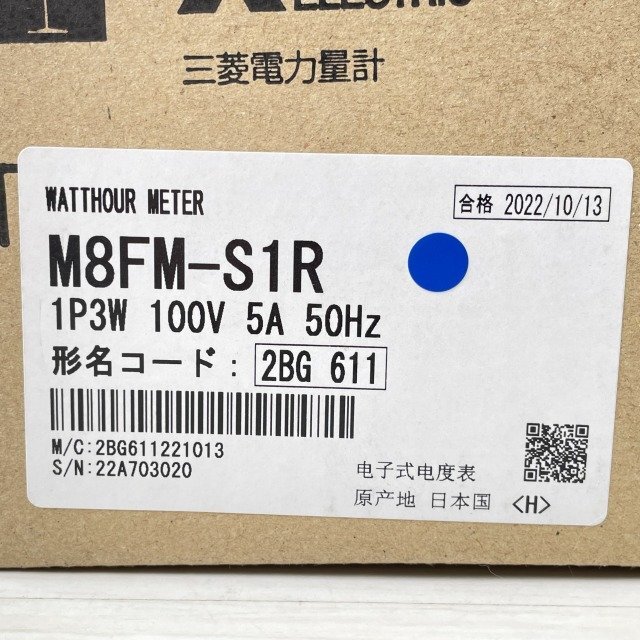 ELECTRIC
三菱電力量計
WATTHOUR METER
合格 2022/10/13
M8FM-S1R
1P3W 100V 5A 50Hz
形名コード: 2BG 611
M/C:2BG611221013
S/N:22A703020
电子式电度表
原产地 日本国
<H>